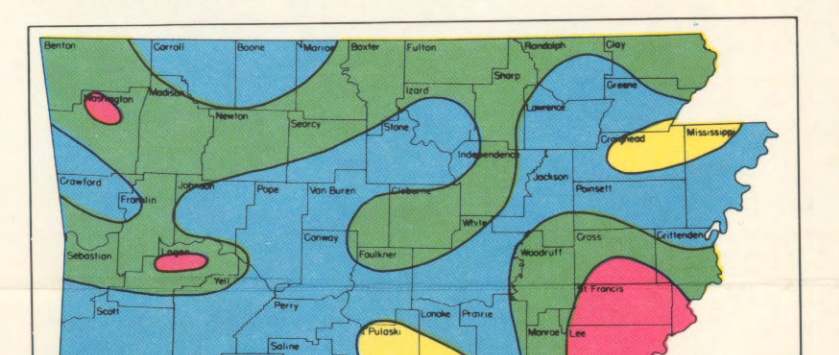 Benton
Carroll
Boone
Marion
Baxter
Fulton
Randolph
Clay
Sharp
Greene
Izard
Washington
Madison
Lawrence
Newton
Searcy
Stone
Craighead
Mississippi
Independence
Jackson
Poinsett
Crawford
Franklin
Johnson
Pope
Van Buren
Cleburne
White
Conway
Woodruff
Cross
Crittenden
Sebastian
Logan
Faulkner
Yell
St Francis
Scott
Perry
Lonoke
Prairie
Pulaski
Monroe
Lee
Saline